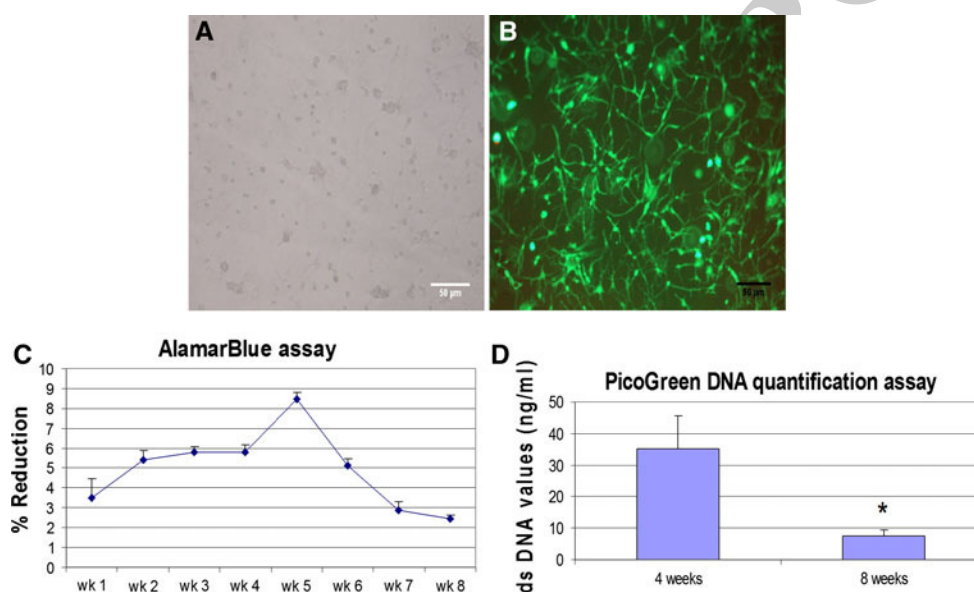 A
B
50 µm
C
AlamarBlue assay
% Reduction
10
9
8
7
6
5
4
3
2
1
0
wk 1 wk 2 wk 3 wk 4 wk 5 wk 6 wk 7 wk 8
D
PicoGreen DNA quantification assay
ds DNA values (ng/ml)
50
40
30
20
10
0
*
4 weeks 8 weeks